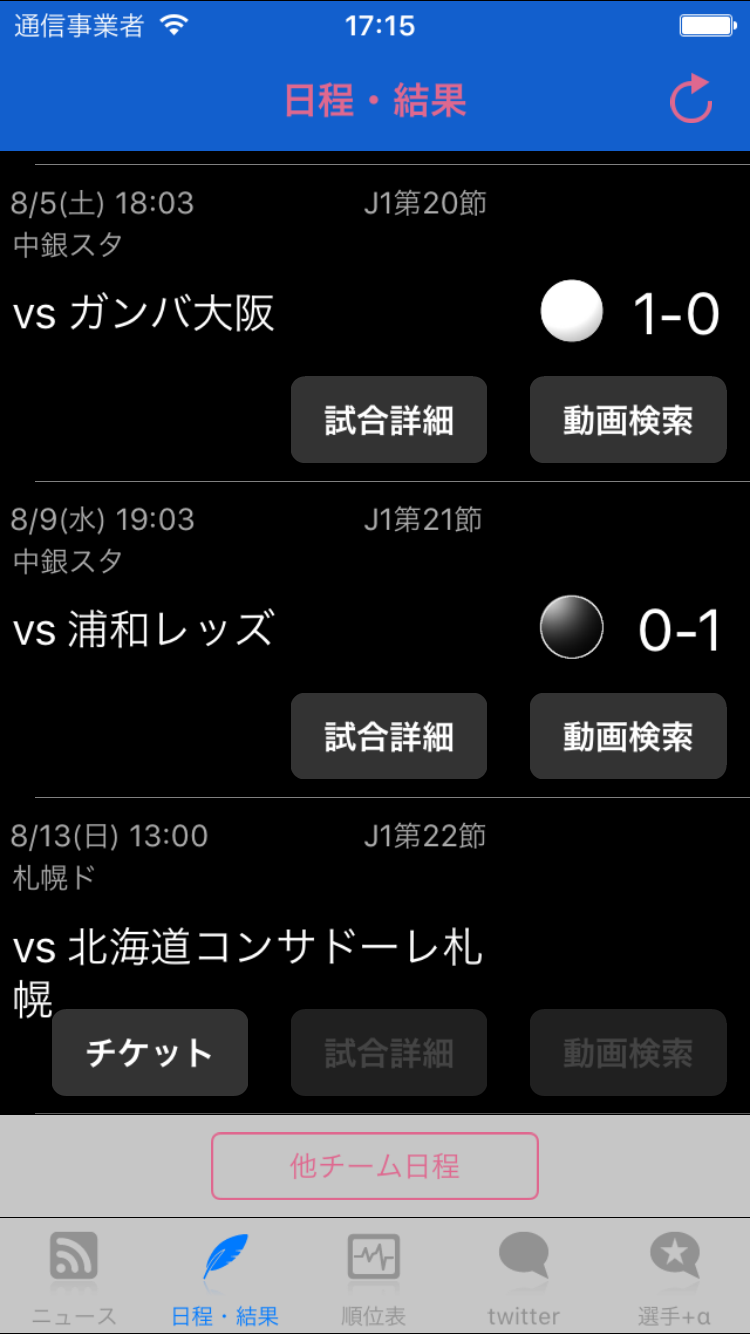 通信事業者 17:15
日程・結果
8/5(土) 18:03 J1第20節
中銀スタ
vs ガンバ大阪 1-0
試合詳細 動画検索
8/9(水) 19:03 J1第21節
中銀スタ
vs 浦和レッズ 0-1
試合詳細 動画検索
8/13(日) 13:00 J1第22節
札幌ド
vs 北海道コンサドーレ札
幌
チケット 試合詳細 動画検索
他チーム日程
ニュース 日程・結果 順位表 twitter 選手+α